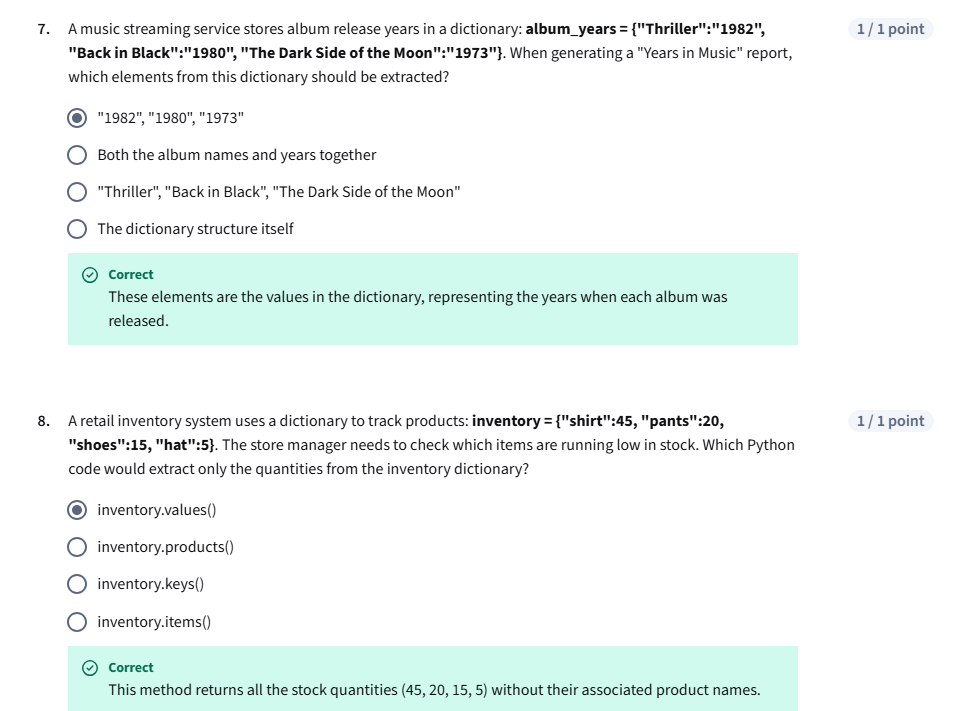 7. A music streaming service stores album release years in a dictionary: album_years = {"Thriller":"1982", 1 / 1 point
"Back in Black":"1980", "The Dark Side of the Moon":"1973"}. When generating a "Years in Music" report,
which elements from this dictionary should be extracted?
"1982", "1980", "1973"
Both the album names and years together
"Thriller", "Back in Black", "The Dark Side of the Moon"
The dictionary structure itself
Correct
These elements are the values in the dictionary, representing the years when each album was
released.
8. A retail inventory system uses a dictionary to track products: inventory = {"shirt":45, "pants":20, 1 / 1 point
"shoes":15, "hat":5}. The store manager needs to check which items are running low in stock. Which Python
code would extract only the quantities from the inventory dictionary?
inventory.values()
inventory.products()
inventory.keys()
inventory.items()
Correct
This method returns all the stock quantities (45, 20, 15, 5) without their associated product names.